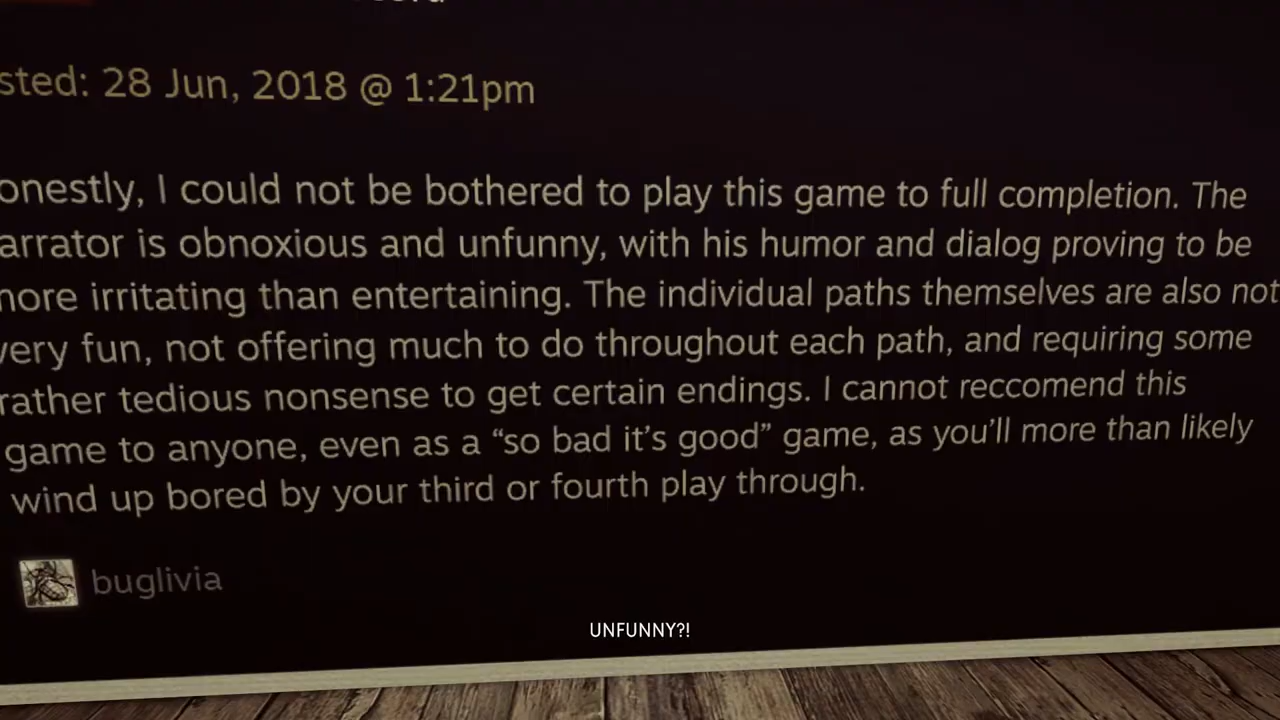 sted: 28 Jun, 2018 @ 1:21pm
onestly, I could not be bothered to play this game to full completion. The
arrator is obnoxious and unfunny, with his humor and dialog proving to be
nore irritating than entertaining. The individual paths themselves are also not
very fun, not offering much to do throughout each path, and requiring some
rather tedious nonsense to get certain endings. I cannot reccomend this
game to anyone, even as a “so bad it’s good” game, as you’ll more than likely
wind up bored by your third or fourth play through.
buglivia
UNFUNNY?!